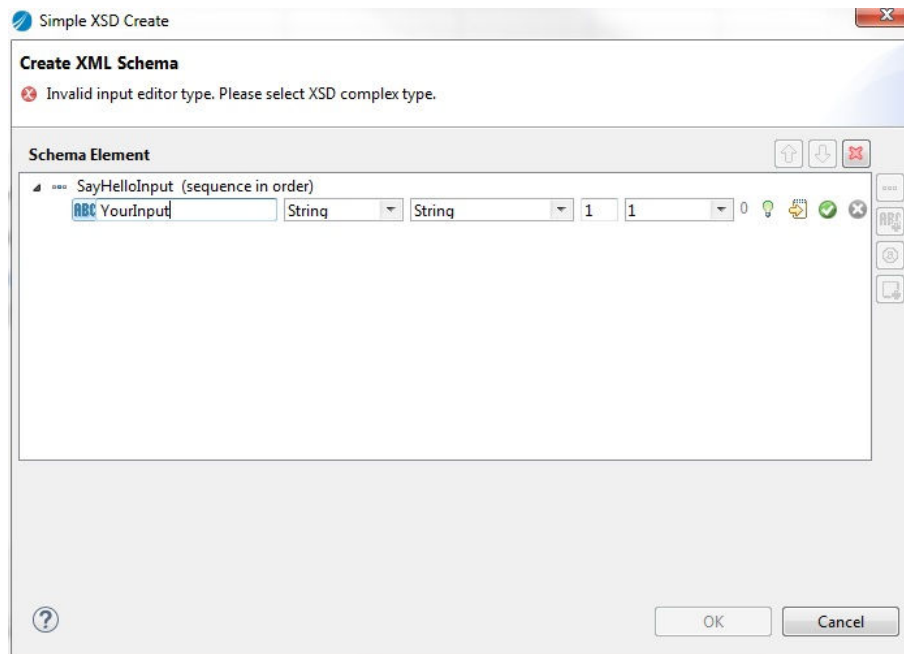 Simple XSD Create
x
Create XML Schema
Invalid input editor type. Please select XSD complex type.
Schema Element
SayHelloInput (sequence in order)
ABC YourInput String String 1 1 0
ABC
a
?
OK Cancel